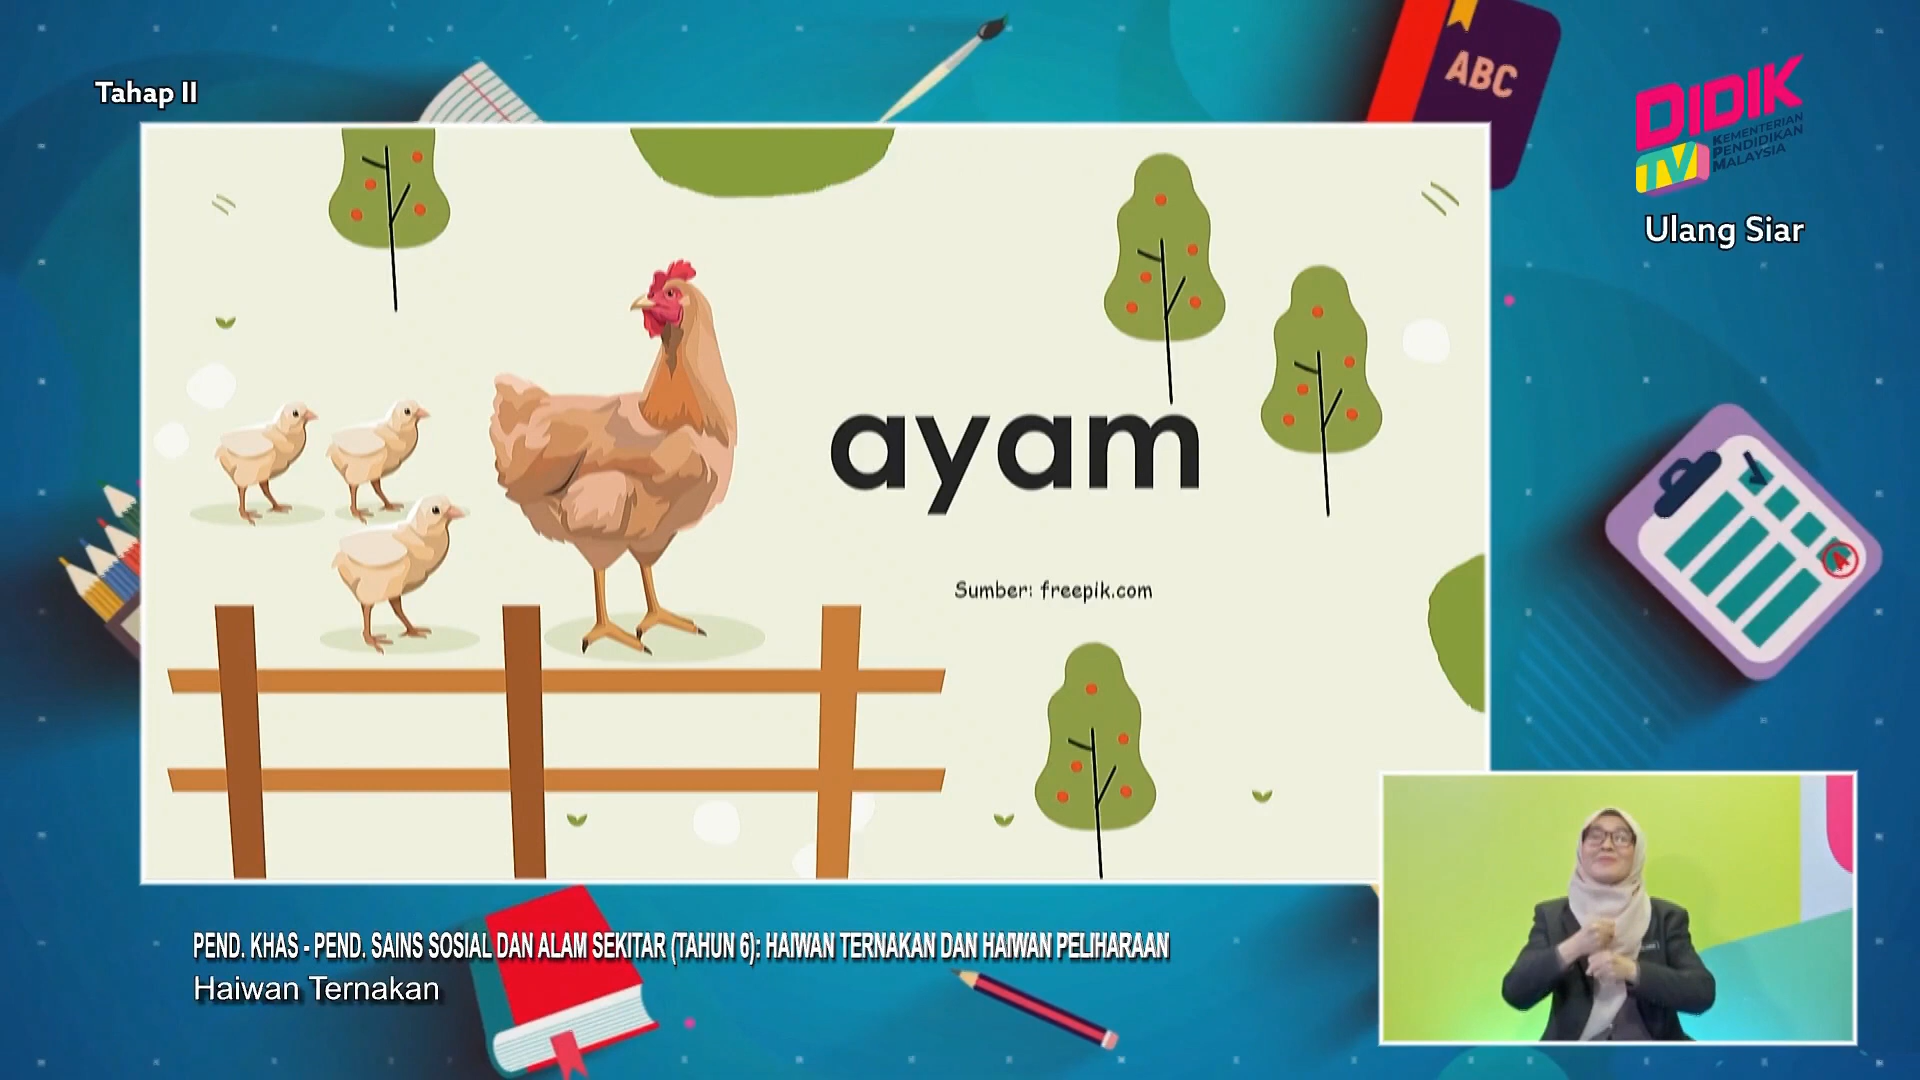 Tahap II
ABC
DIDIK
TV
KEMENTERIAN
PENDIDIKAN
MALAYSIA
Ulang Siar
ayam
Sumber: freepik.com
A
PEND. KHAS - PEND. SAINS SOSIAL DAN ALAM SEKITAR (TAHUN 6): HAIWAN TERNAKAN DAN HAIWAN PELIHARAAN
Haiwan Ternakan